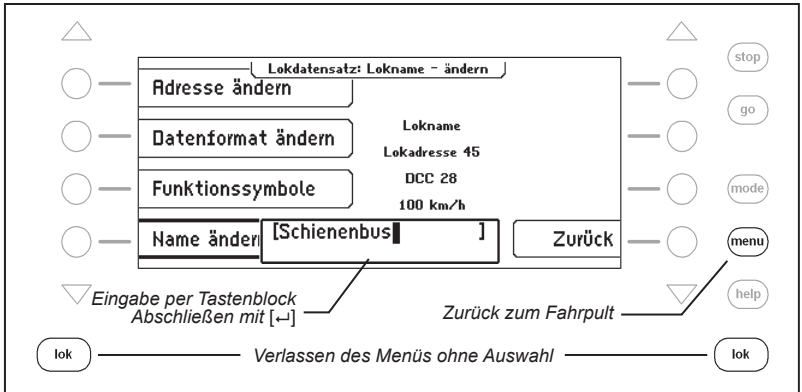 stop
Lokdatensatz: Lokname - ändern
Adresse ändern
go
Lokname
Datenformat ändern
Lokadresse 45
DCC 28
Funktionssymbole
mode
100 km/h
Name änder
[Schienenbus ]
Zurück
menu
Eingabe per Tastenblock
Abschließen mit [↵]
help
Zurück zum Fahrpult
lok
Verlassen des Menüs ohne Auswahl
lok